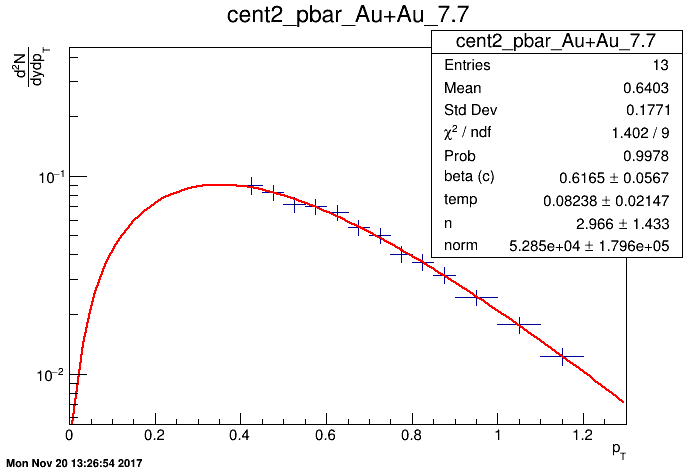 cent2_pbar_Au+Au_7.7
cent2_pbar_Au+Au_7.7
Entries 13
Mean 0.6403
Std Dev 0.1771
χ² / ndf 1.402 / 9
Prob 0.9978
beta (c) 0.6165 ± 0.0567
temp 0.08238 ± 0.02147
n 2.966 ± 1.433
norm 5.285e+04 ± 1.796e+05
d²N
dydp_T
10⁻¹
10⁻²
0 0.2 0.4 0.6 0.8 1 1.2
p_T
Mon Nov 20 13:26:54 2017